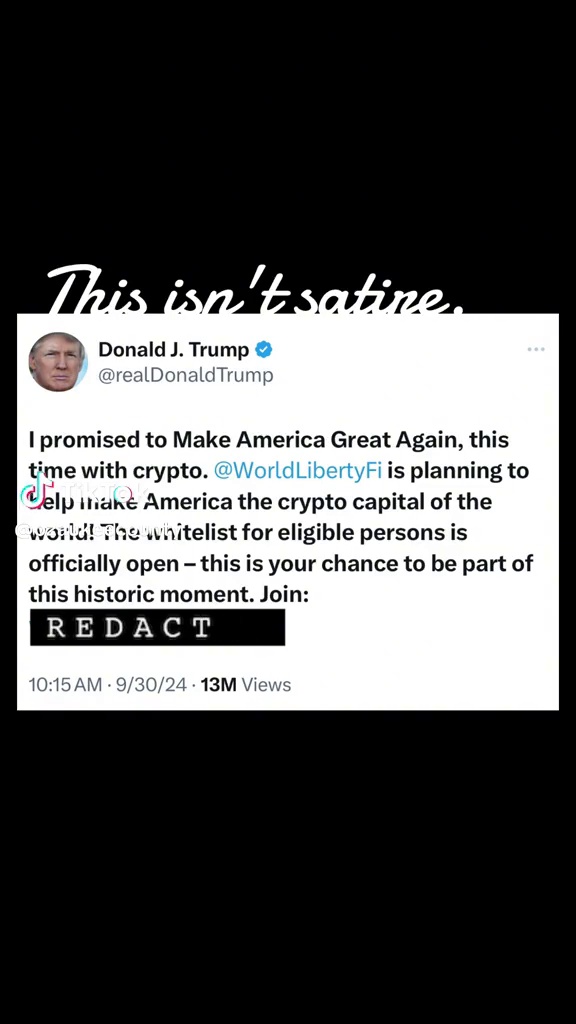 This isn't satire.
Donald J. Trump
@realDonaldTrump
I promised to Make America Great Again, this
time with crypto. @WorldLibertyFi is planning to
help make America the crypto capital of the
world! The whitelist for eligible persons is
officially open – this is your chance to be part of
this historic moment. Join:
REDACT
10:15 AM · 9/30/24 · 13M Views
TikTok